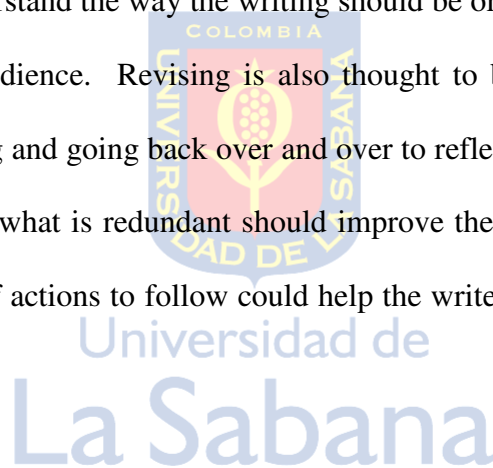 rstand the way the writing should be or
COLOMBIA
dience. Revising is also thought to b
g and going back over and over to refle
UNIVERSIDAD DE LA SABANA
what is redundant should improve the
f actions to follow could help the write
Universidad de
La Sabana